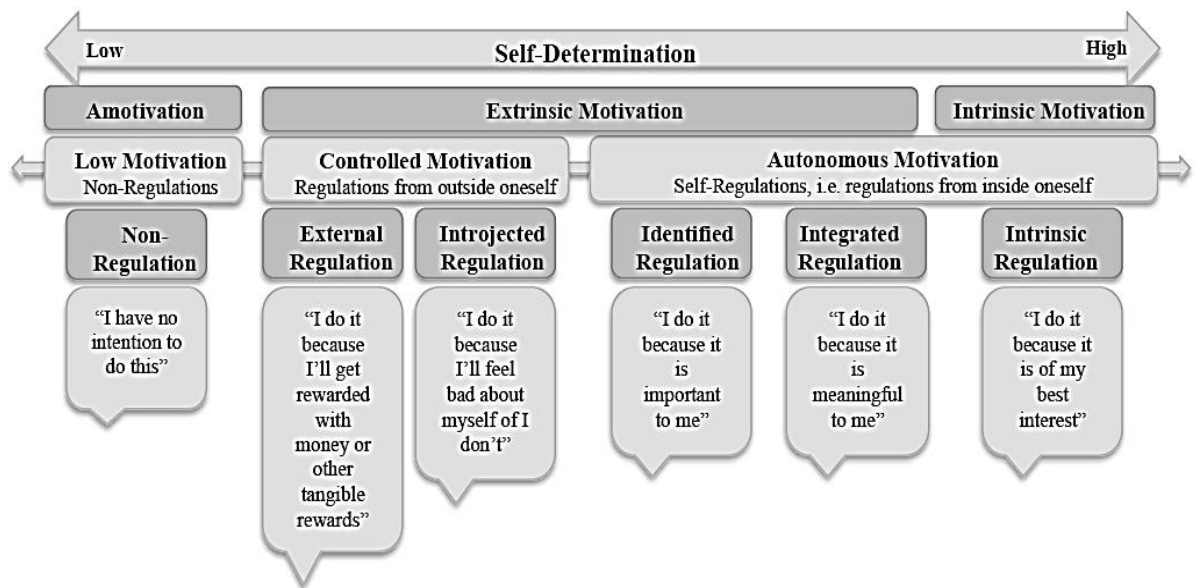 Low Self-Determination High
Amotivation
Extrinsic Motivation
Intrinsic Motivation
Low Motivation
Non-Regulations
Controlled Motivation
Regulations from outside oneself
Autonomous Motivation
Self-Regulations, i.e. regulations from inside oneself
Non-
Regulation
External
Regulation
Introjected
Regulation
Identified
Regulation
Integrated
Regulation
Intrinsic
Regulation
“I have no
intention to
do this”
“I do it
because
I’ll get
rewarded
with
money or
other
tangible
rewards”
“I do it
because
I’ll feel
bad about
myself of I
don’t”
“I do it
because it
is
important
to me”
“I do it
because it
is
meaningful
to me”
“I do it
because it
is of my
best
interest”